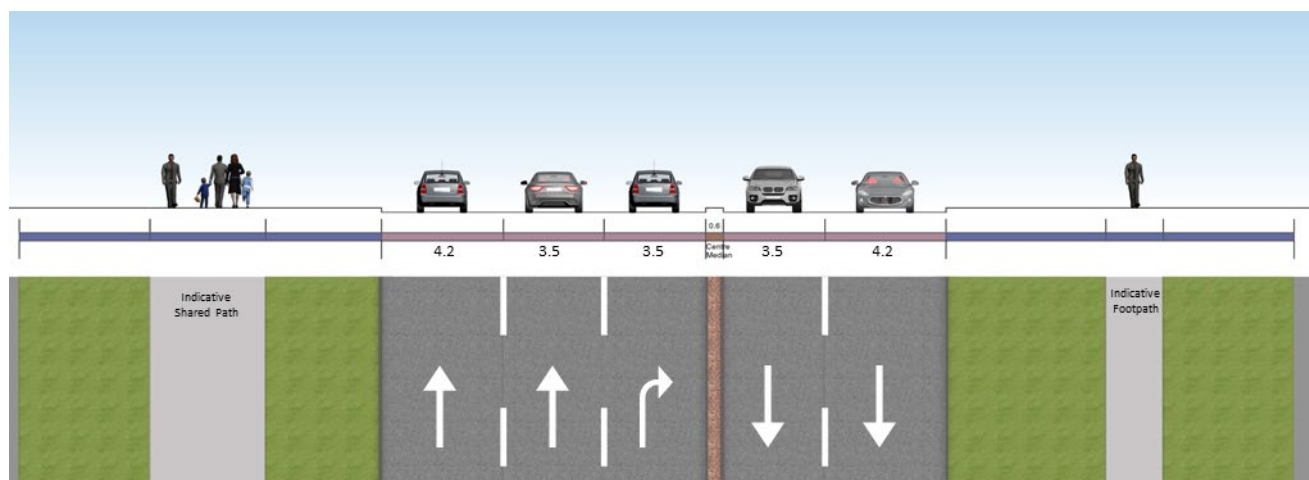 0.6
4.2
3.5
3.5
Centre
Median
3.5
4.2
Indicative
Shared Path
Indicative
Footpath